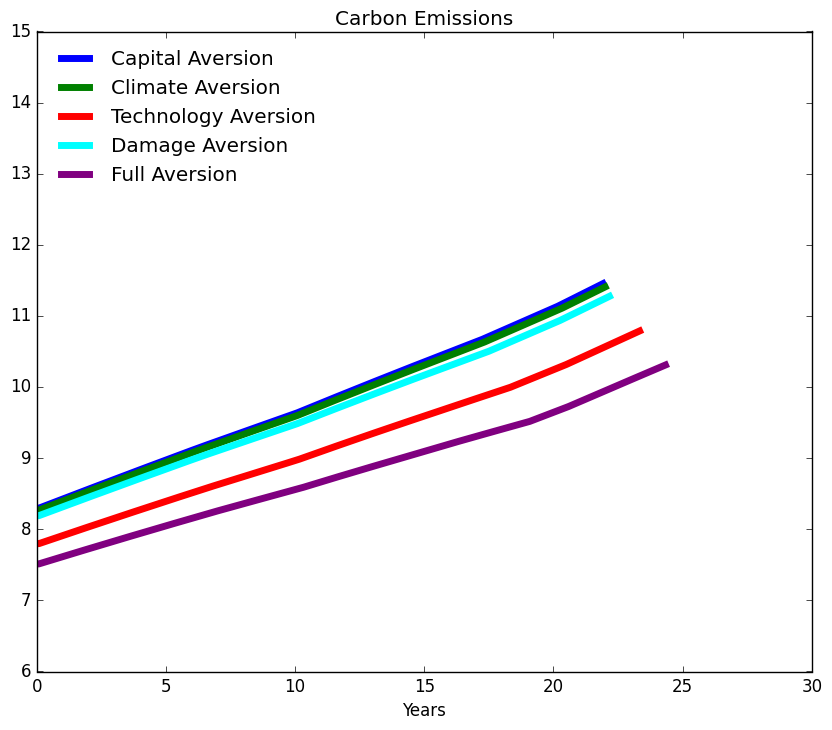 Carbon Emissions
15
14
13
12
11
10
9
8
7
6
Capital Aversion
Climate Aversion
Technology Aversion
Damage Aversion
Full Aversion
0 5 10 15 20 25 30
Years